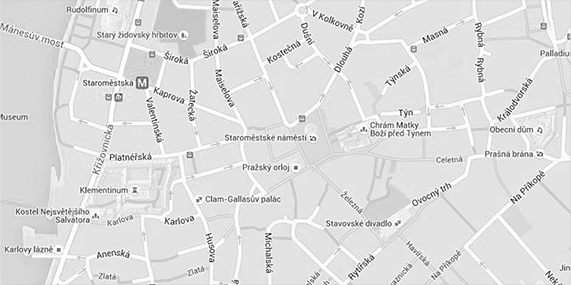 Rudolfinum
Mánesův most
Starý židovský hřbitov
Maiselova
Pařížská
V Kolkovně
Kozí
Dušní
Kostečná
Široká
Široká
Dlouhá
Masná
Rybná
Rybná
Palladiu
Staroměstská
M
Kaprova
Valentinská
Žatecká
Maiselova
Týnská
Týn
Králodvorská
Museum
Křižovnická
Staroměstské náměstí
Chrám Matky
Boží před Týnem
Obecní dům
Platnéřská
Pražský orloj
Celetná
Prašná brána
Klementinum
Clam-Gallasův palác
Železná
Ovocný trh
Na Příkopě
Kostel Nejsvětějšího
Salvátora
Karlova
Karlova
Stavovské divadlo
Karlovy lázně
Anenská
Husova
Michalská
Havířská
Na Příkopě
Rytířská
Zlatá
Zlatá
aznická